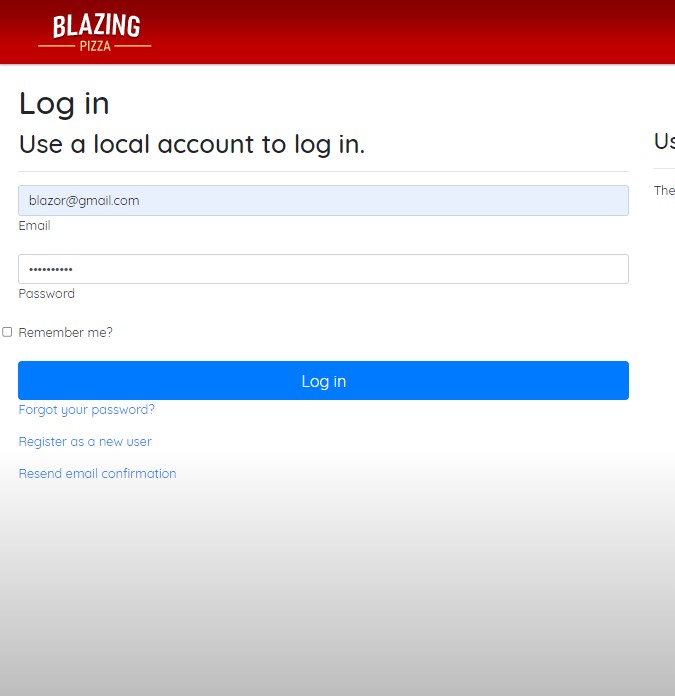 BLAZING
PIZZA
Log in
Use a local account to log in.
blazor@gmail.com
Email
••••••••••
Password
Remember me?
Log in
Forgot your password?
Register as a new user
Resend email confirmation
Us
The